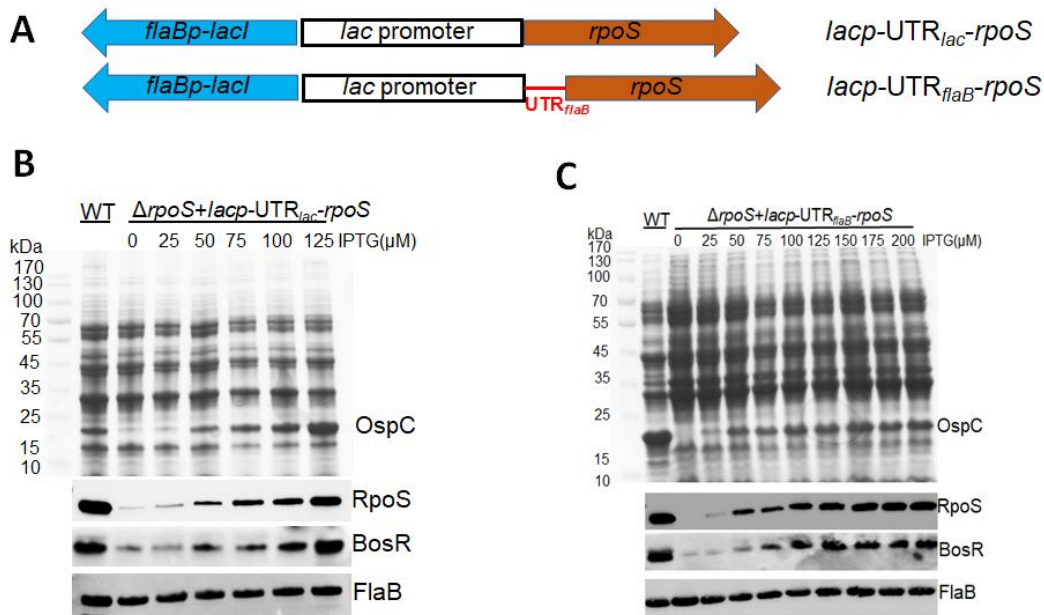 A
flaBp-lacI lac promoter rpoS lacp-UTRlac-rpoS
flaBp-lacI lac promoter UTRflaB rpoS lacp-UTRflaB-rpoS
B
WT ΔrpoS+lacp-UTRlac-rpoS
kDa 0 25 50 75 100 125 IPTG(μM)
170
130
100
70
55
45
35
25
15
10
OspC
RpoS
BosR
FlaB
C
WT ΔrpoS+lacp-UTRflaB-rpoS
kDa 0 25 50 75 100 125 150 175 200 IPTG(μM)
170
130
100
70
55
45
35
25
15
10
OspC
RpoS
BosR
FlaB